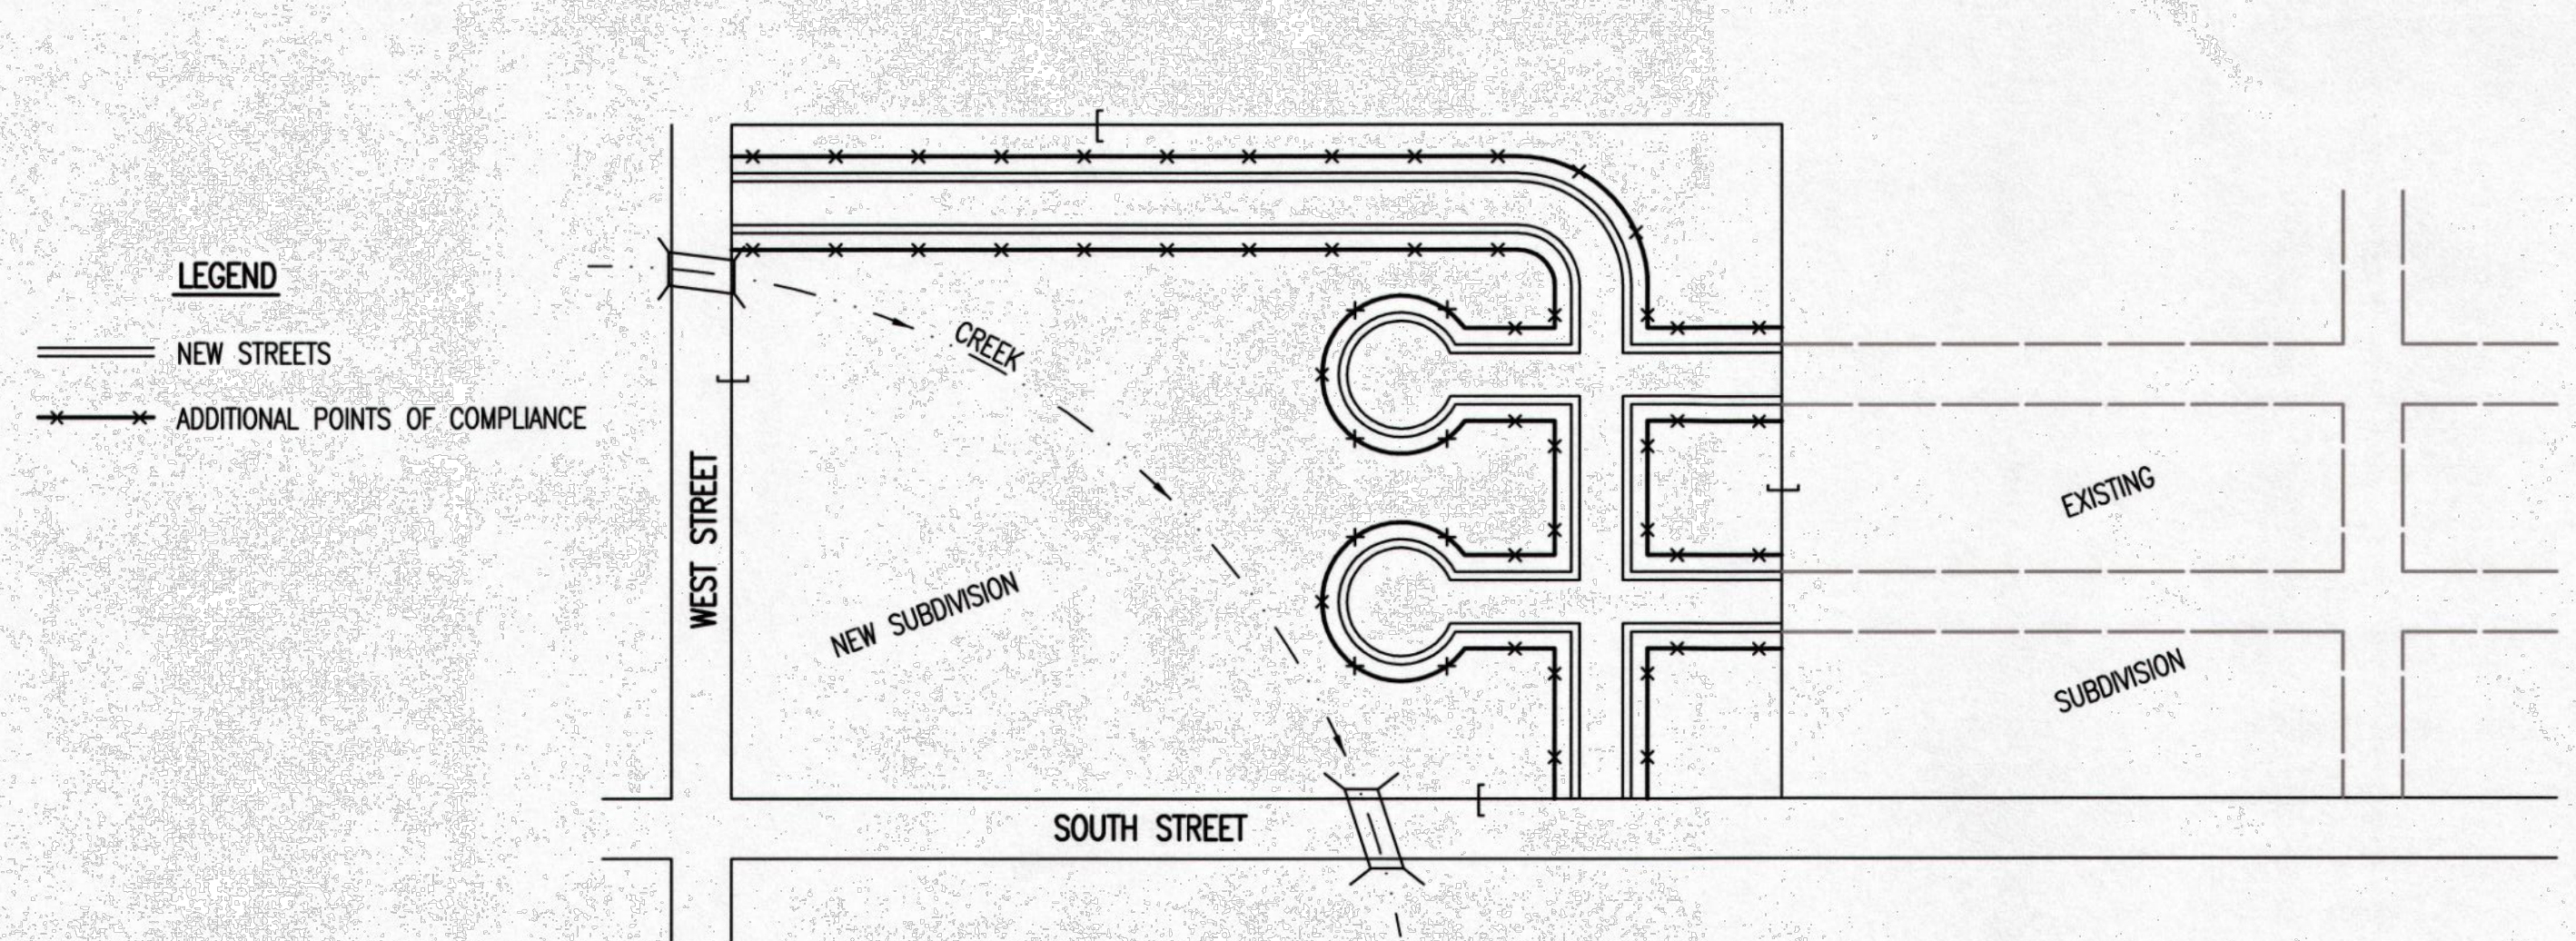 LEGEND
NEW STREETS
ADDITIONAL POINTS OF COMPLIANCE
CREEK
WEST STREET
NEW SUBDIVISION
SOUTH STREET
EXISTING
SUBDIVISION